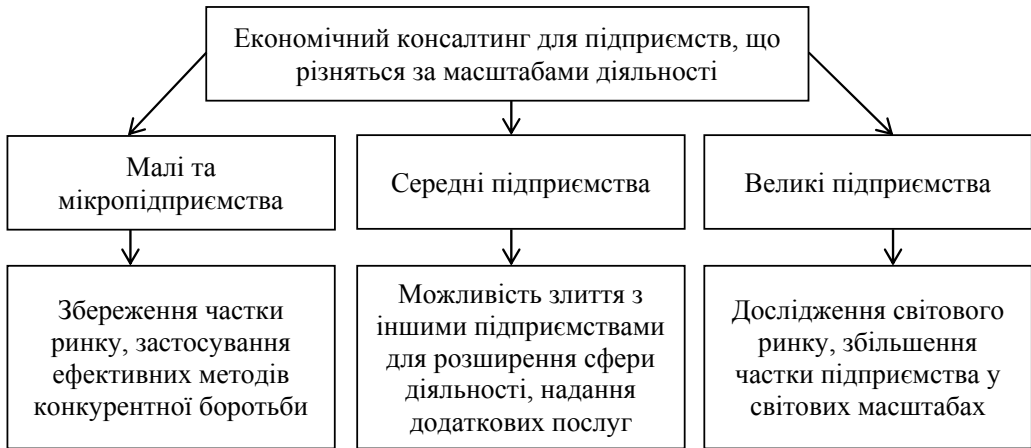 Економічний консалтинг для підприємств, що
різняться за масштабами діяльності
Малі та
мікропідприємства
Середні підприємства
Великі підприємства
Збереження частки
ринку, застосування
ефективних методів
конкурентної боротьби
Можливість злиття з
іншими підприємствами
для розширення сфери
діяльності, надання
додаткових послуг
Дослідження світового
ринку, збільшення
частки підприємства у
світових масштабах